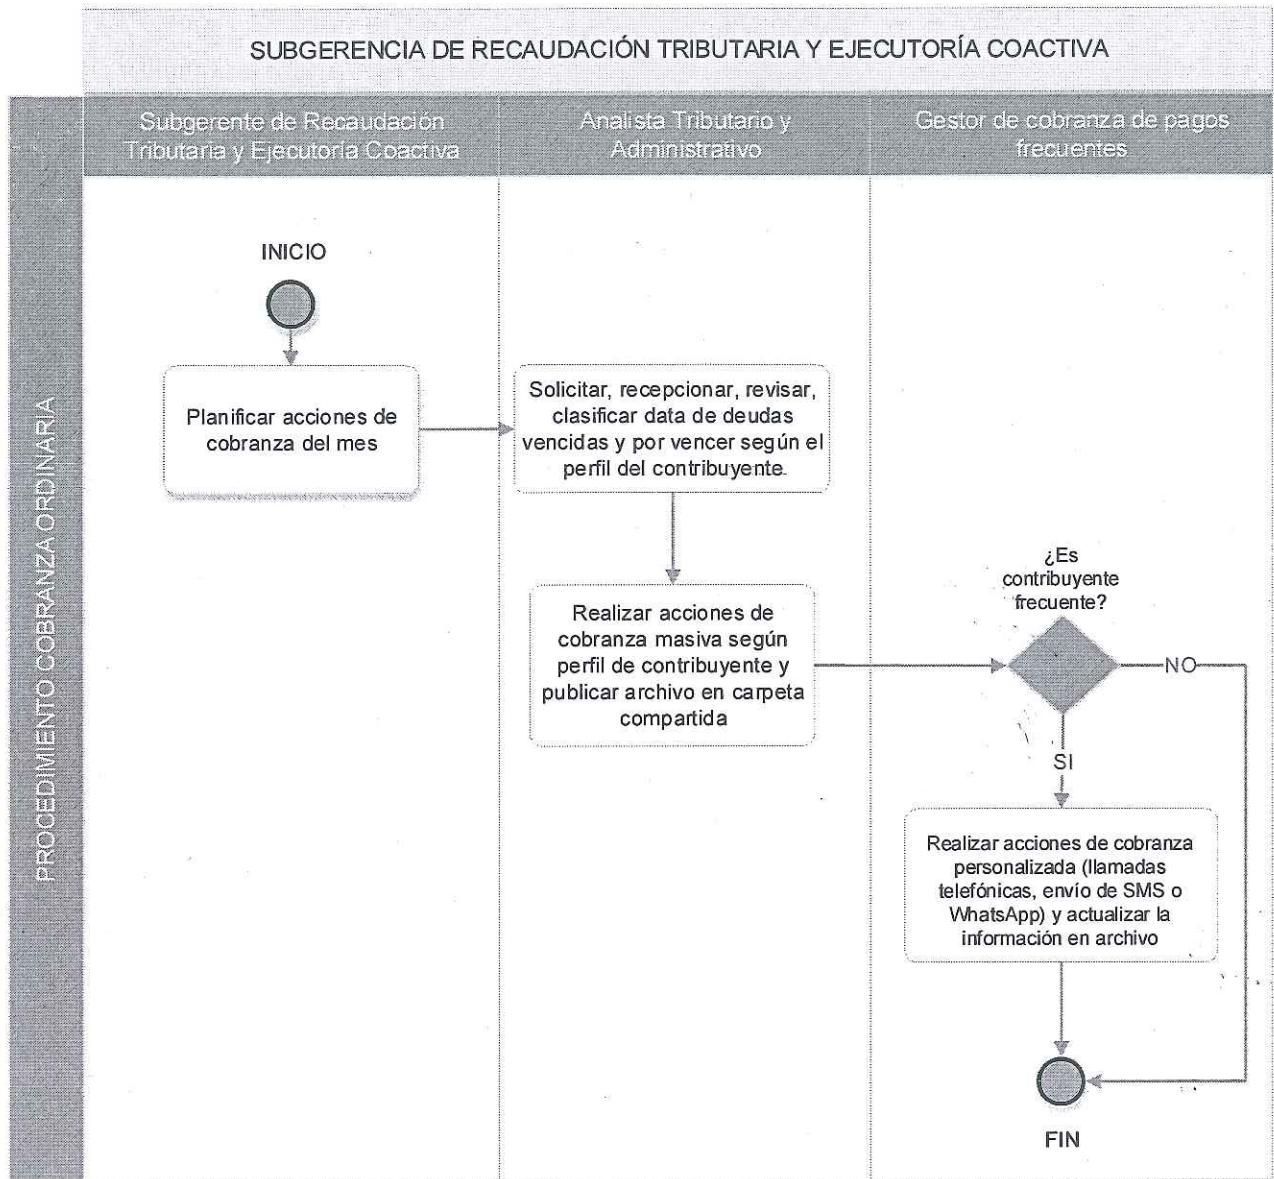 SUBGERENCIA DE RECAUDACIÓN TRIBUTARIA Y EJECUTORÍA COACTIVA
Subgerente de Recaudación
Tributaria y Ejecutoría Coactiva
Analista Tributario y
Administrativo
Gestor de cobranza de pagos
frecuentes
PROCEDIMIENTO COBRANZA ORDINARIA
INICIO
Planificar acciones de
cobranza del mes
Solicitar, recepcionar, revisar,
clasificar data de deudas
vencidas y por vencer según el
perfil del contribuyente.
Realizar acciones de
cobranza masiva según
perfil de contribuyente y
publicar archivo en carpeta
compartida
¿Es
contribuyente
frecuente?
NO
SI
Realizar acciones de cobranza
personalizada (llamadas
telefónicas, envío de SMS o
WhatsApp) y actualizar la
información en archivo
FIN